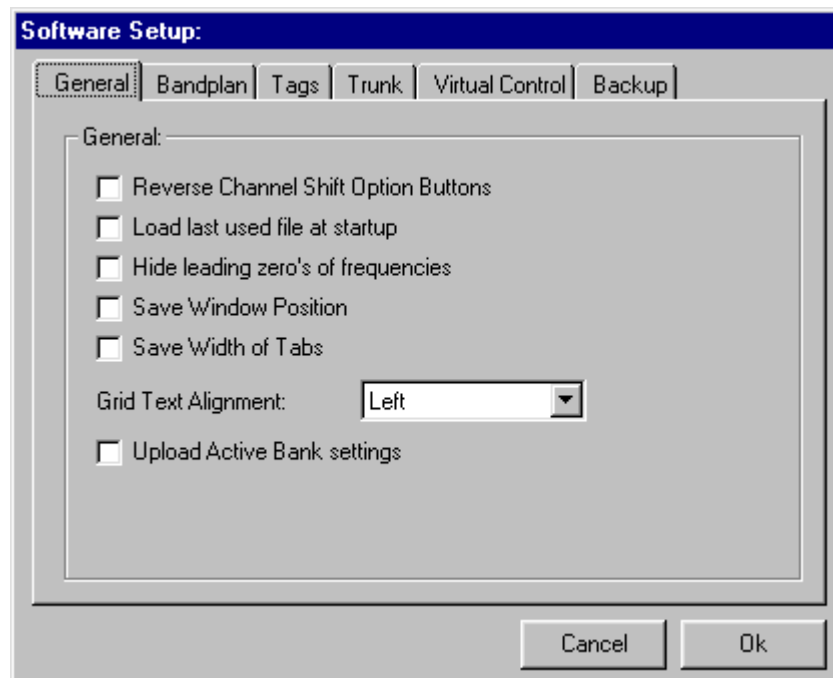 Software Setup:
General Bandplan Tags Trunk Virtual Control Backup
General:
Reverse Channel Shift Option Buttons
Load last used file at startup
Hide leading zero's of frequencies
Save Window Position
Save Width of Tabs
Grid Text Alignment: Left
Upload Active Bank settings
Cancel Ok